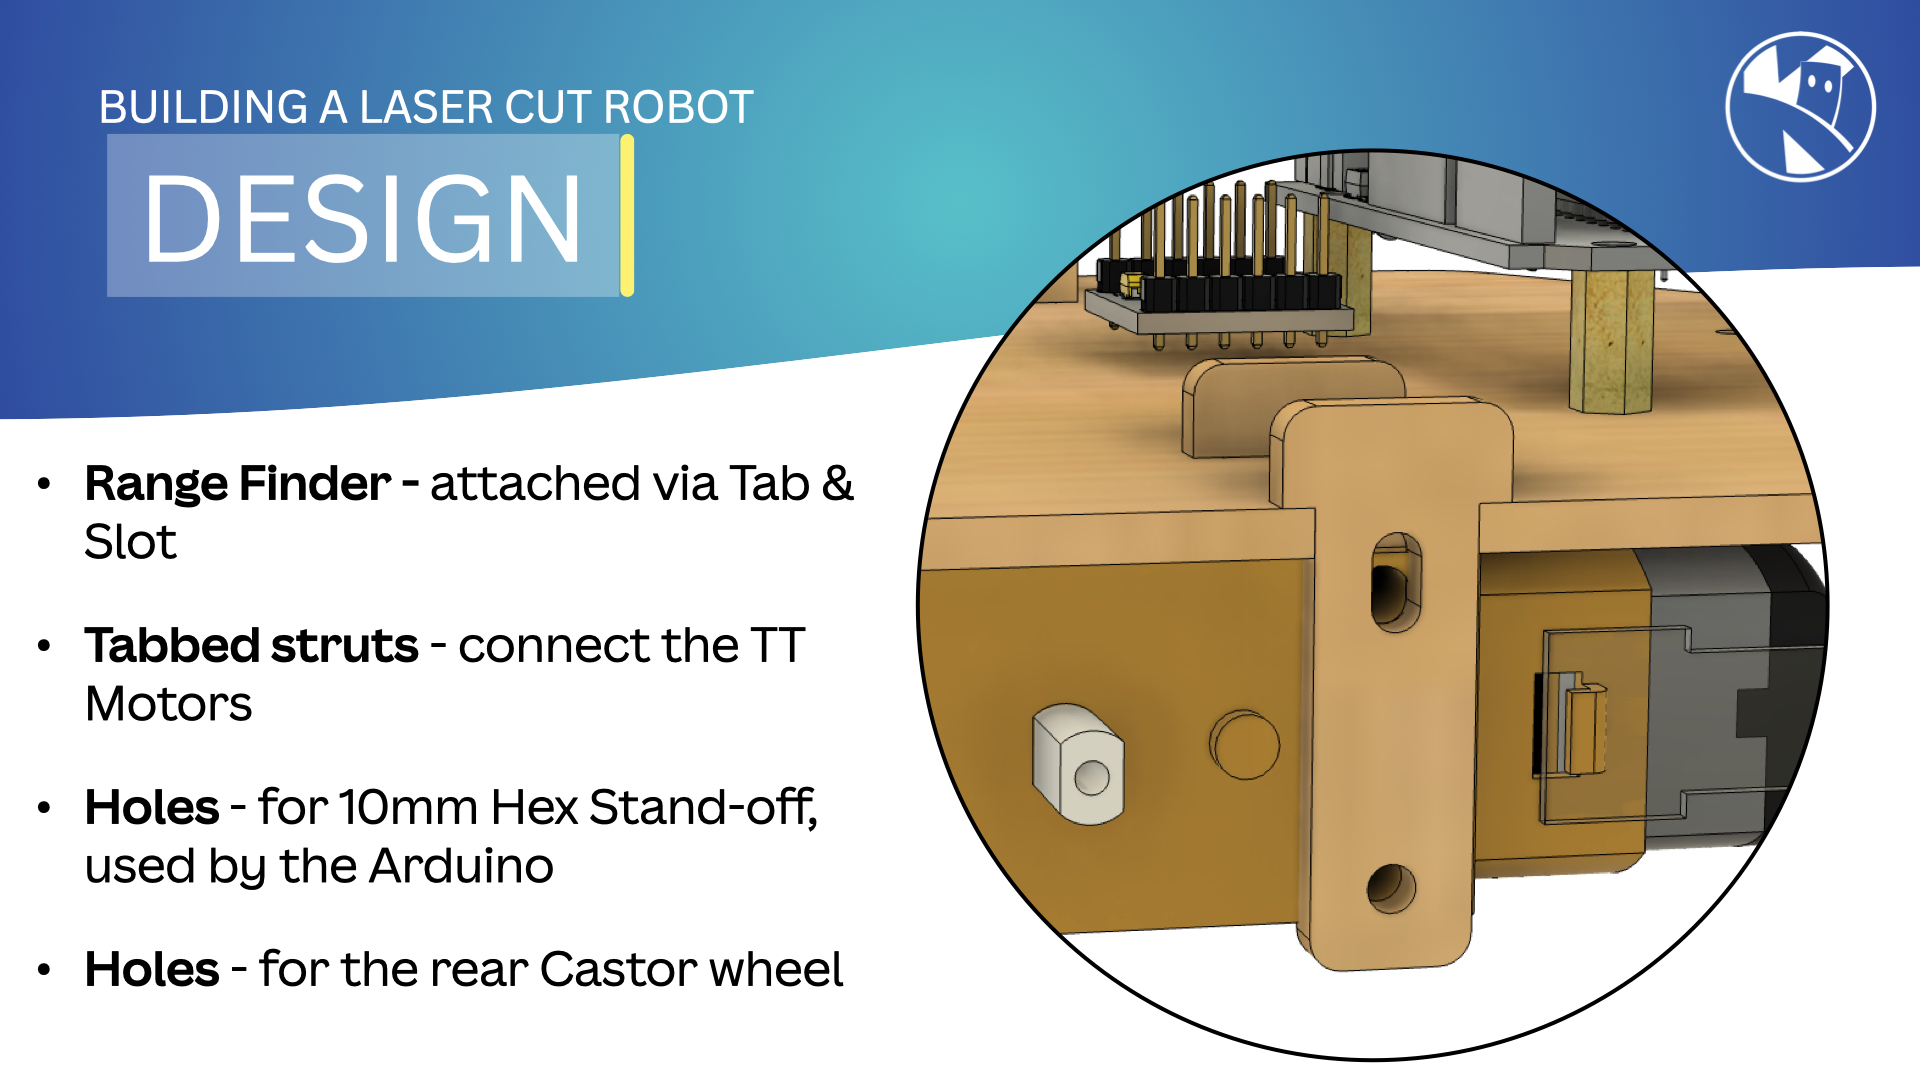 BUILDING A LASER CUT ROBOT
DESIGN
• Range Finder - attached via Tab &
Slot
• Tabbed struts - connect the TT
Motors
• Holes - for 10mm Hex Stand-off,
used by the Arduino
• Holes - for the rear Castor wheel